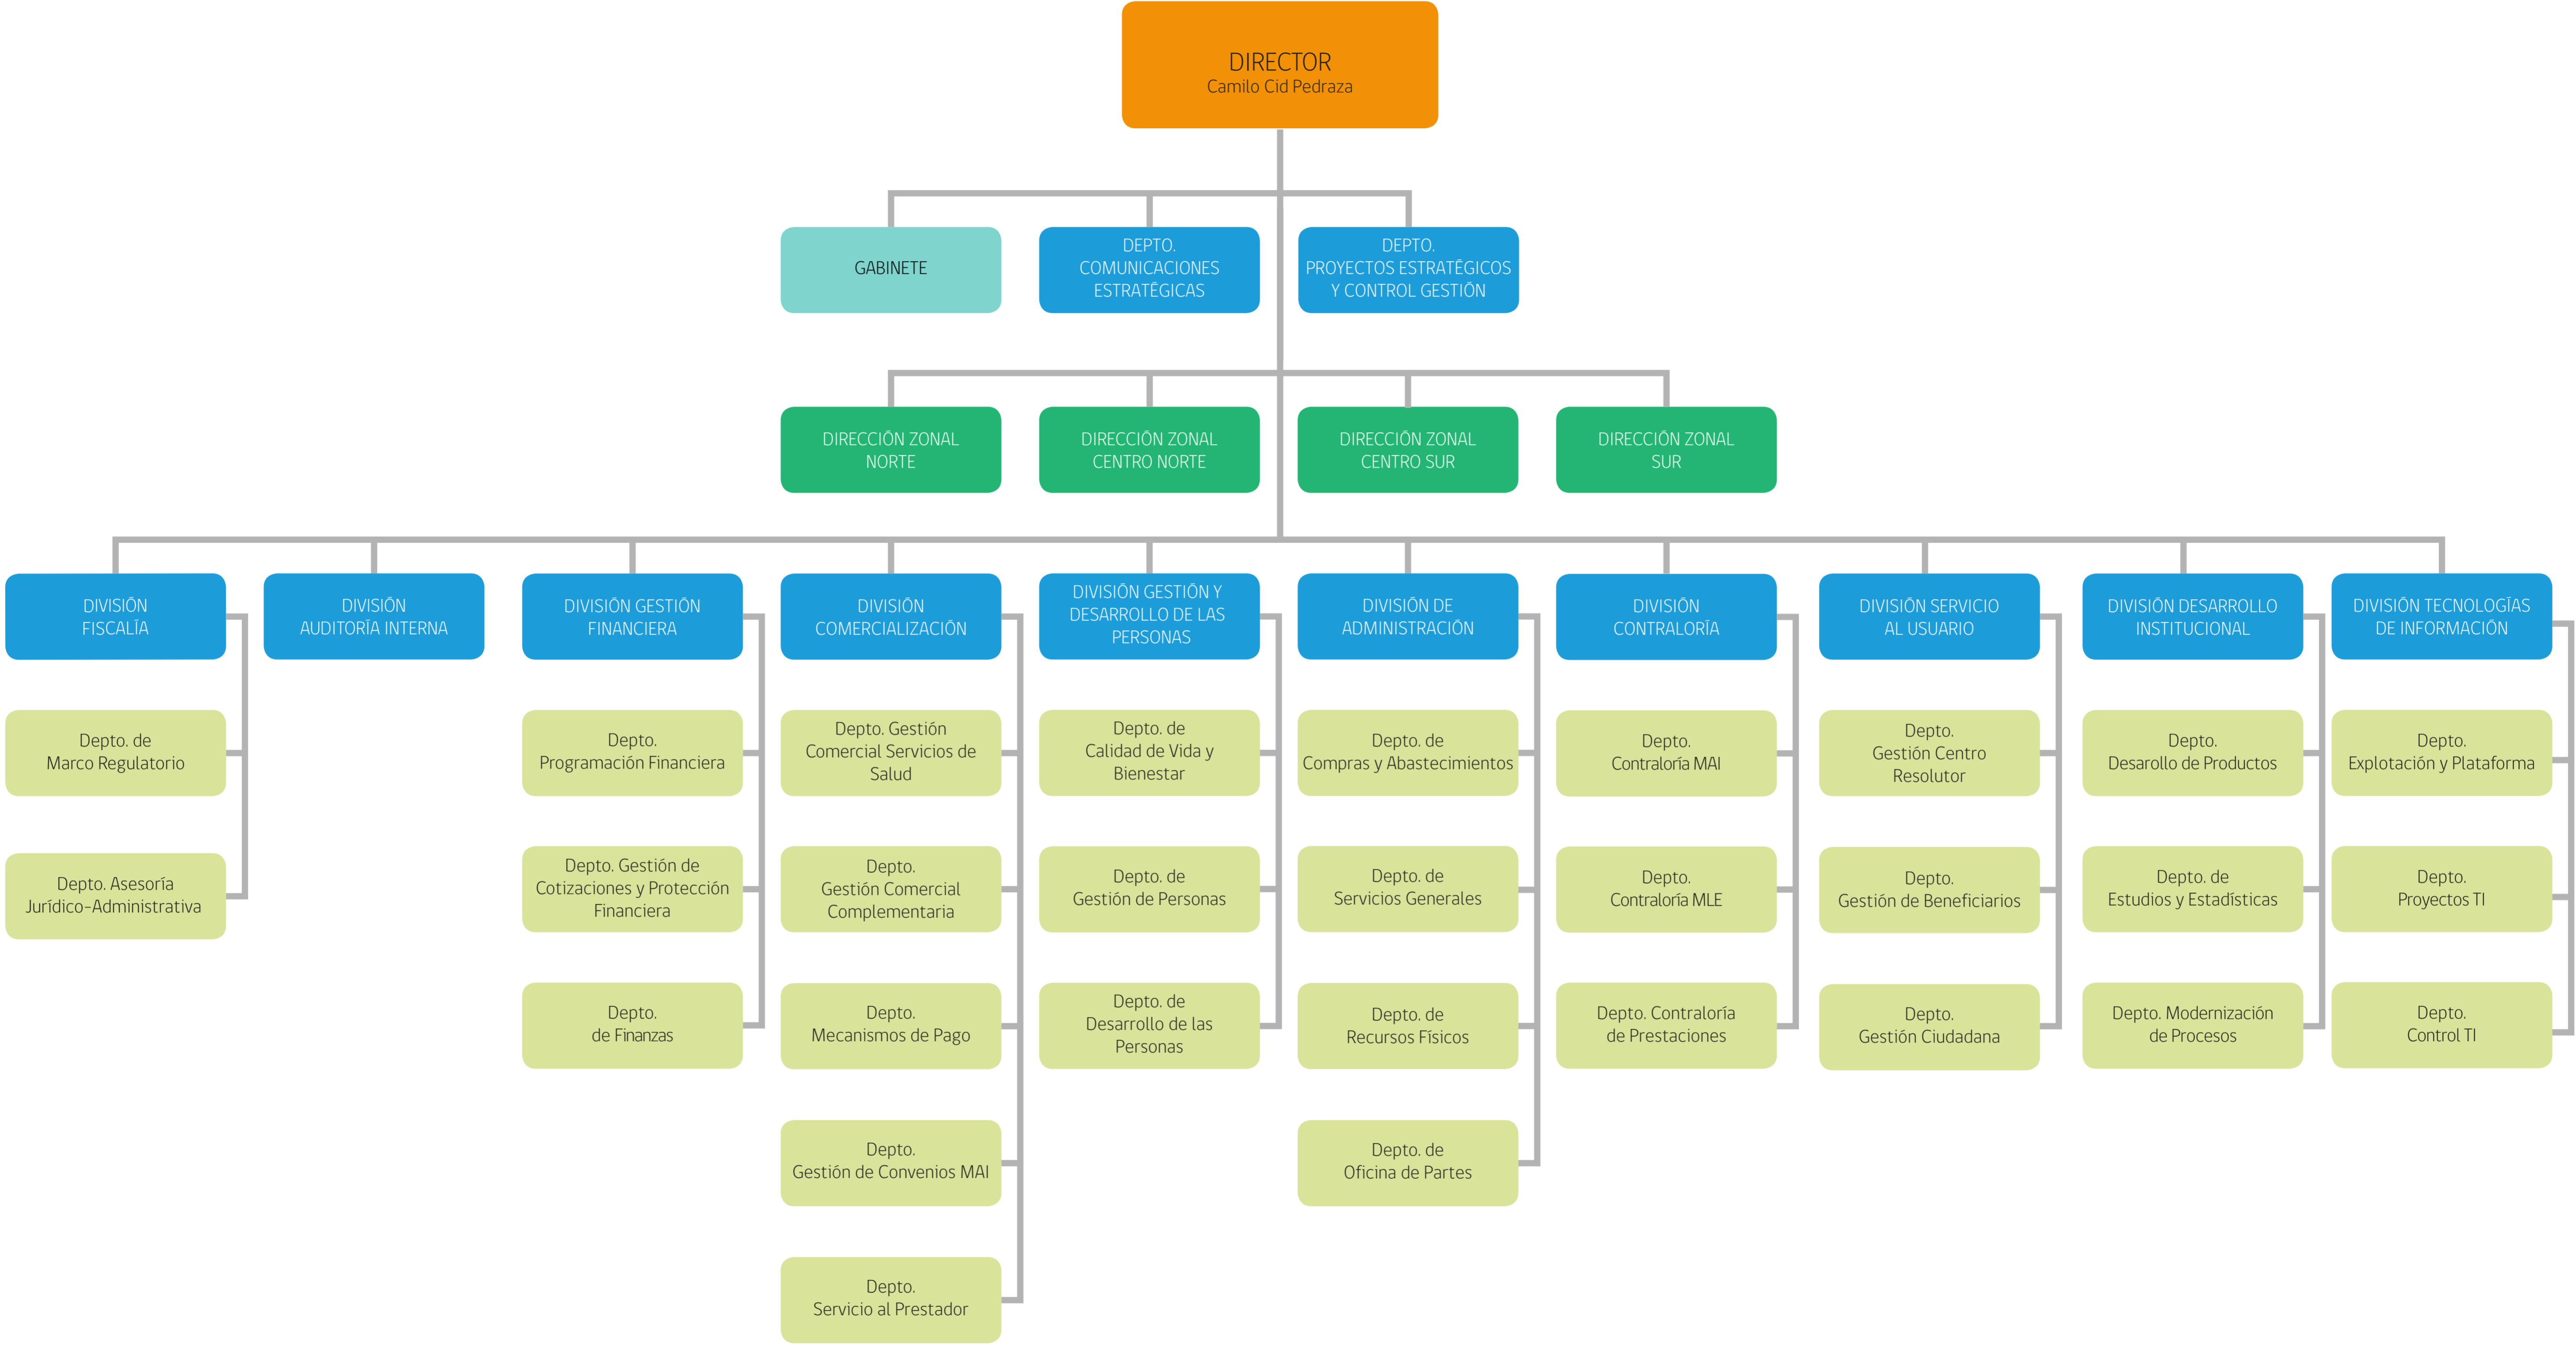 DIRECTOR
Camilo Cid Pedraza
GABINETE
DEPTO.
COMUNICACIONES
ESTRATÉGICAS
DEPTO.
PROYECTOS ESTRATÉGICOS
Y CONTROL GESTIÓN
DIRECCIÓN ZONAL
NORTE
DIRECCIÓN ZONAL
CENTRO NORTE
DIRECCIÓN ZONAL
CENTRO SUR
DIRECCIÓN ZONAL
SUR
DIVISIÓN
FISCALÍA
DIVISIÓN
AUDITORÍA INTERNA
DIVISIÓN GESTIÓN
FINANCIERA
DIVISIÓN
COMERCIALIZACIÓN
DIVISIÓN GESTIÓN Y
DESARROLLO DE LAS
PERSONAS
DIVISIÓN DE
ADMINISTRACIÓN
DIVISIÓN
CONTRALORÍA
DIVISIÓN SERVICIO
AL USUARIO
DIVISIÓN DESARROLLO
INSTITUCIONAL
DIVISIÓN TECNOLOGÍAS
DE INFORMACIÓN
Depto. de
Marco Regulatorio
Depto.
Programación Financiera
Depto. Gestión
Comercial Servicios de
Salud
Depto. de
Calidad de Vida y
Bienestar
Depto. de
Compras y Abastecimientos
Depto.
Contraloría MAI
Depto.
Gestión Centro
Resolutor
Depto.
Desarollo de Productos
Depto.
Explotación y Plataforma
Depto. Asesoría
Jurídico-Administrativa
Depto. Gestión de
Cotizaciones y Protección
Financiera
Depto.
Gestión Comercial
Complementaria
Depto. de
Gestión de Personas
Depto. de
Servicios Generales
Depto.
Contraloría MLE
Depto.
Gestión de Beneficiarios
Depto. de
Estudios y Estadísticas
Depto.
Proyectos TI
Depto.
de Finanzas
Depto.
Mecanismos de Pago
Depto. de
Desarrollo de las
Personas
Depto. de
Recursos Físicos
Depto. Contraloría
de Prestaciones
Depto.
Gestión Ciudadana
Depto. Modernización
de Procesos
Depto.
Control TI
Depto.
Gestión de Convenios MAI
Depto. de
Oficina de Partes
Depto.
Servicio al Prestador